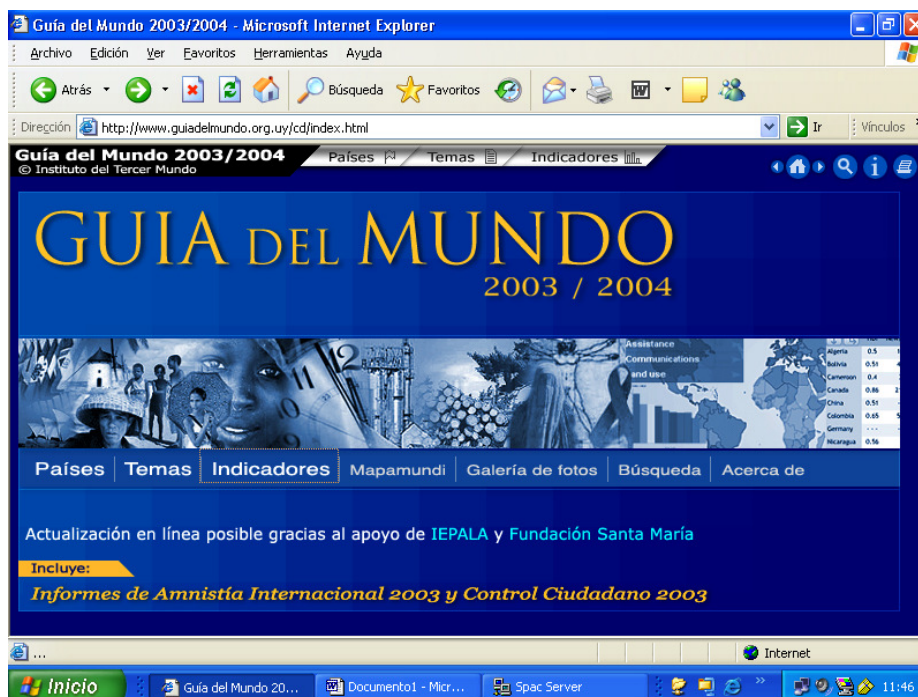 Guía del Mundo 2003/2004 - Microsoft Internet Explorer
Archivo Edición Ver Favoritos Herramientas Ayuda
Atrás Búsqueda Favoritos
Dirección http://www.guiadelmundo.org.uy/cd/index.html Ir Vínculos
Guía del Mundo 2003/2004 Países Temas Indicadores
© Instituto del Tercer Mundo
GUIA DEL MUNDO
2003 / 2004
12
11
Assistance
Communications
and use
Algeria 0.5
Bolivia 0.51
Cameroon 0.4
Canada 0.86
China 0.51
Colombia 0.65
Germany ---
Nicaragua 0.56
Países Temas Indicadores Mapamundi Galería de fotos Búsqueda Acerca de
Actualización en línea posible gracias al apoyo de IEPALA y Fundación Santa María
Incluye:
Informes de Amnistía Internacional 2003 y Control Ciudadano 2003
... Internet
Inicio Guía del Mundo 20... Documento1 - Micr... Spac Server 11:46